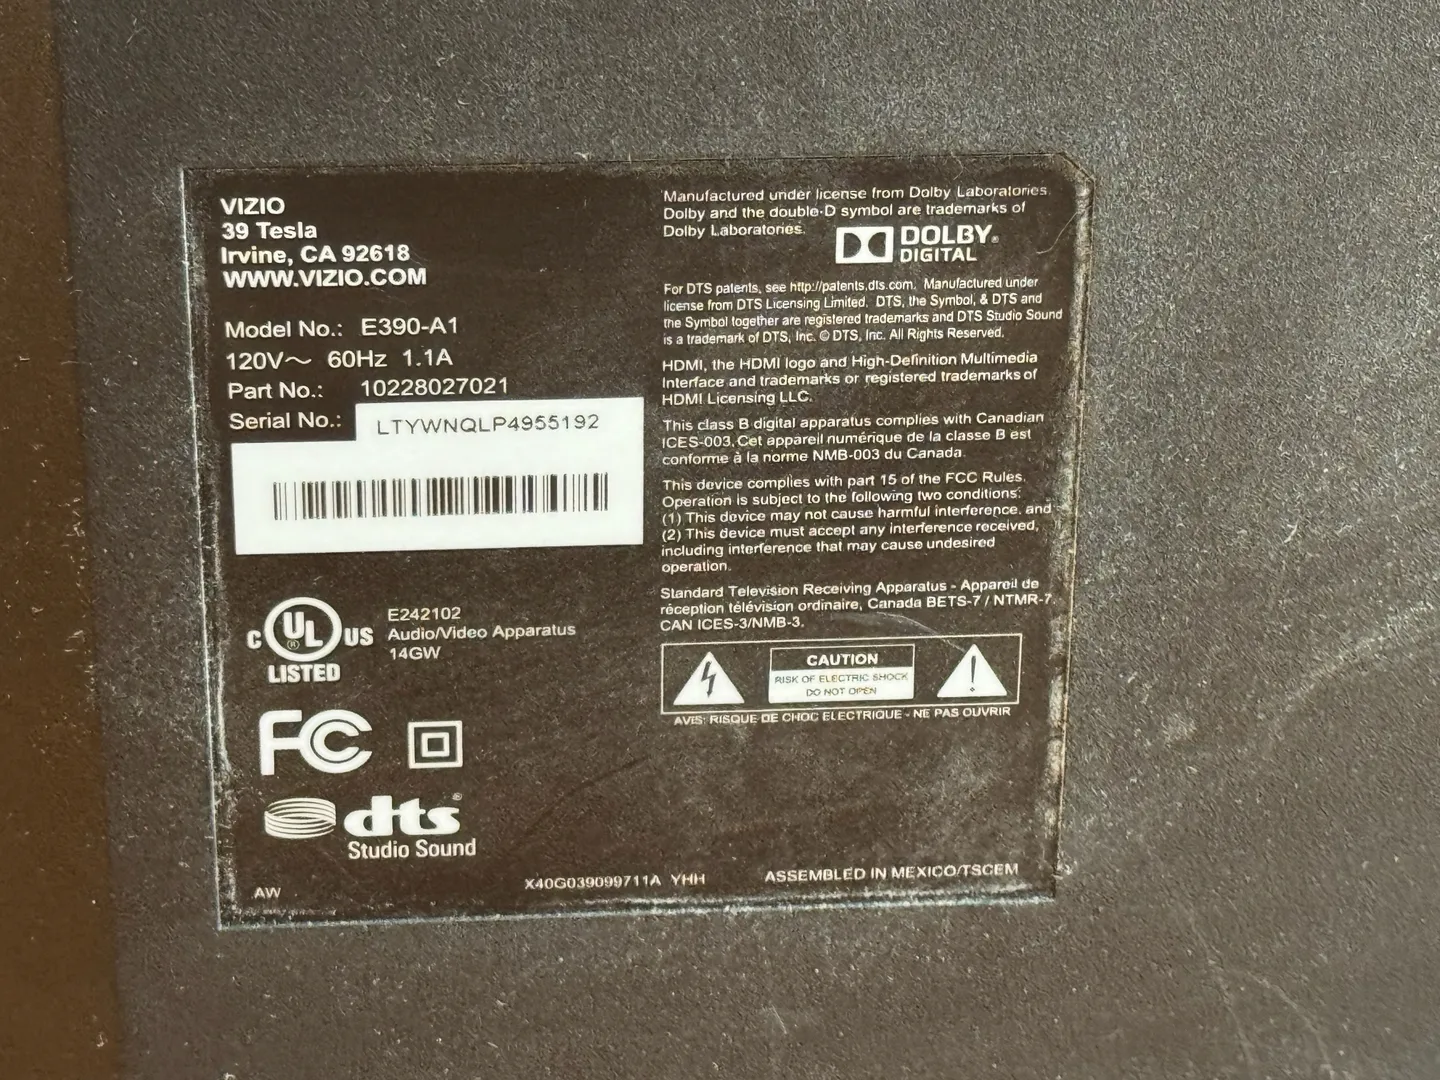 VIZIO
39 Tesla
Irvine, CA 92618
WWW.VIZIO.COM
Model No.: E390-A1
120V~ 60Hz 1.1A
Part No.: 10228027021
Serial No.: LTYWNQLP4955192
C UL ® US
LISTED
E242102
Audio/Video Apparatus
14GW
FC
dts®
Studio Sound
AW
Manufactured under license from Dolby Laboratories.
Dolby and the double-D symbol are trademarks of
Dolby Laboratories.
DOLBY®
DIGITAL
For DTS patents, see http://patents.dts.com. Manufactured under
license from DTS Licensing Limited. DTS, the Symbol, & DTS and
the Symbol together are registered trademarks and DTS Studio Sound
is a trademark of DTS, Inc. © DTS, Inc. All Rights Reserved.
HDMI, the HDMI logo and High-Definition Multimedia
Interface and trademarks or registered trademarks of
HDMI Licensing LLC.
This class B digital apparatus complies with Canadian
ICES-003. Cet appareil numérique de la classe B est
conforme à la norme NMB-003 du Canada.
This device complies with part 15 of the FCC Rules.
Operation is subject to the following two conditions:
(1) This device may not cause harmful interference, and
(2) This device must accept any interference received,
including interference that may cause undesired
operation.
Standard Television Receiving Apparatus - Appareil de
réception télévision ordinaire, Canada BETS-7 / NTMR-7.
CAN ICES-3/NMB-3.
CAUTION
RISK OF ELECTRIC SHOCK
DO NOT OPEN
AVIS: RISQUE DE CHOC ELECTRIQUE - NE PAS OUVRIR
X40G039099711A YHH
ASSEMBLED IN MEXICO/TSCEM